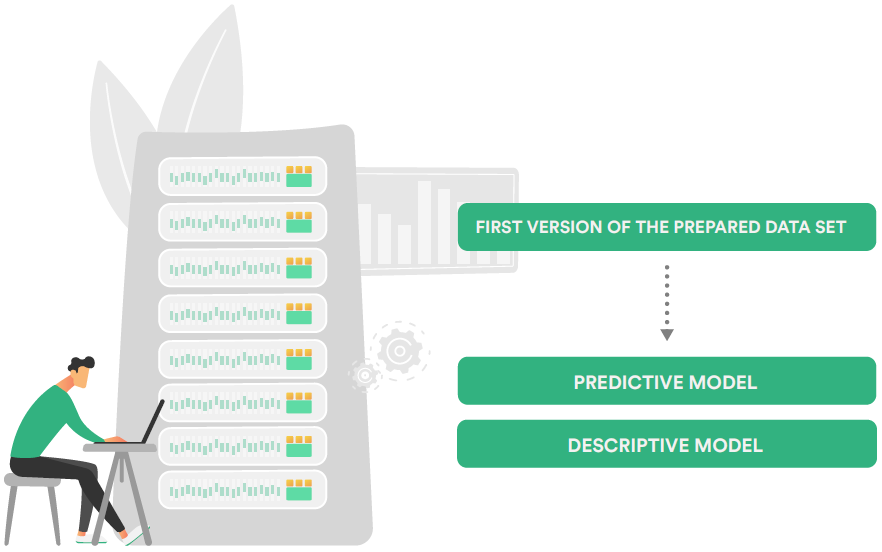 FIRST VERSION OF THE PREPARED DATA SET
PREDICTIVE MODEL
DESCRIPTIVE MODEL